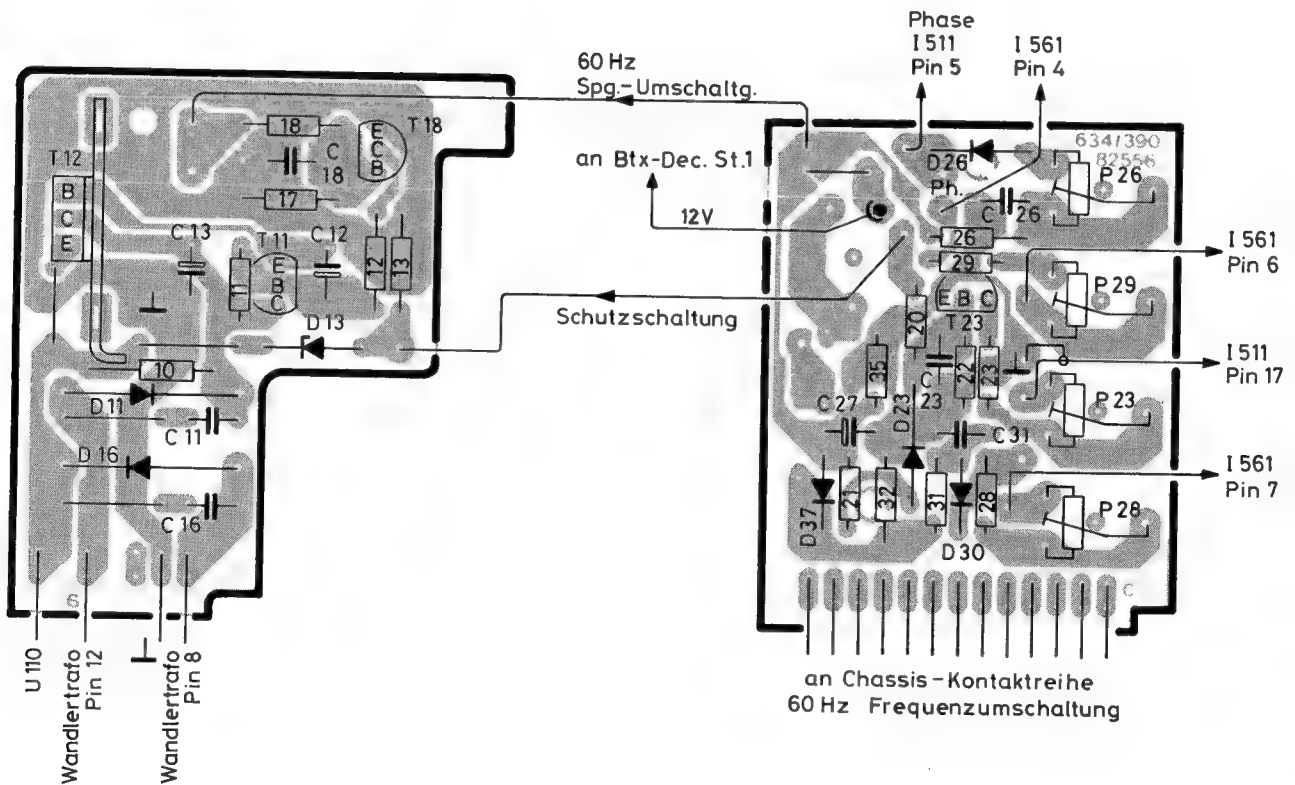 Phase
I 511
Pin 5
I 561
Pin 4
60 Hz
Spg.-Umschaltg.
an Btx-Dec. St.1
12V
Schutzschaltung
T 12
B
C
E
18
C
18
17
E
C
B
T 18
C 13
T 11
E
B
C
11
C 12
12
13
D 13
10
D 11
C 11
D 16
C 16
6
U 110
Wandlertrafo
Pin 12
Wandlertrafo
Pin 8
634/390
82556
D 26
Ph.
C 26
P 26
26
29
E B C
T 23
20
P 29
I 561
Pin 6
35
C
23
22
23
I 511
Pin 17
P 23
C 27
D 23
C 31
I 561
Pin 7
D 37
21
32
31
D 30
28
P 28
C
an Chassis-Kontaktreihe
60 Hz Frequenzumschaltung